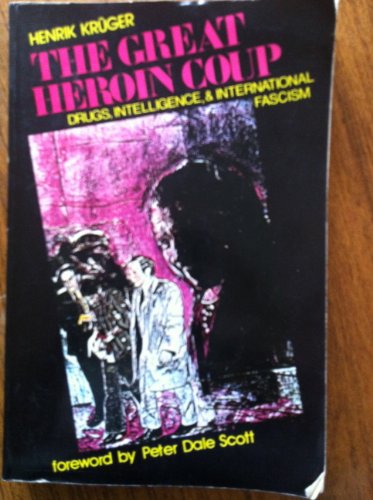 HENRIK KRÜGER
THE GREAT
HEROIN COUP
DRUGS, INTELLIGENCE, & INTERNATIONAL
FASCISM
foreword by Peter Dale Scott